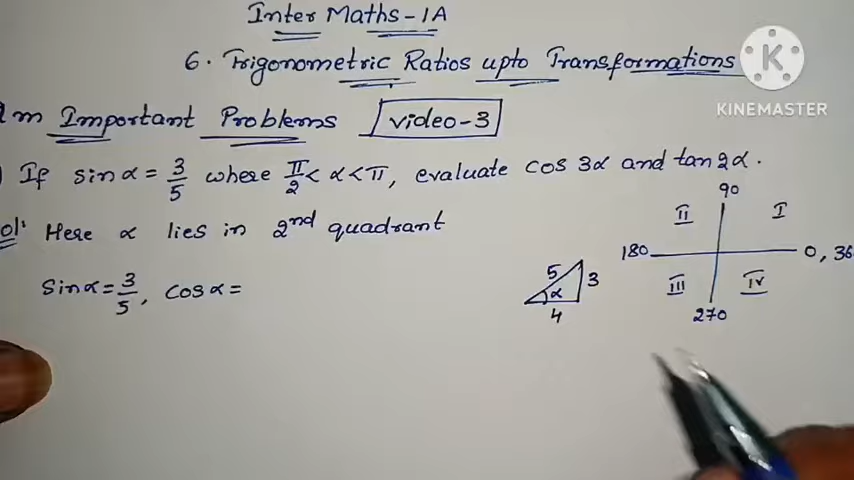 Inter Maths-1A
6. Trigonometric Ratios upto Transformations
KINEMASTER
m Important Problems video-3
If sin α = 3/5 where π/2 < α < π, evaluate cos 3α and tan 2α.
ol: Here α lies in 2nd quadrant
90
II I
180 0, 36
III IV
270
5 3
α
4
Sin α = 3/5, cos α =